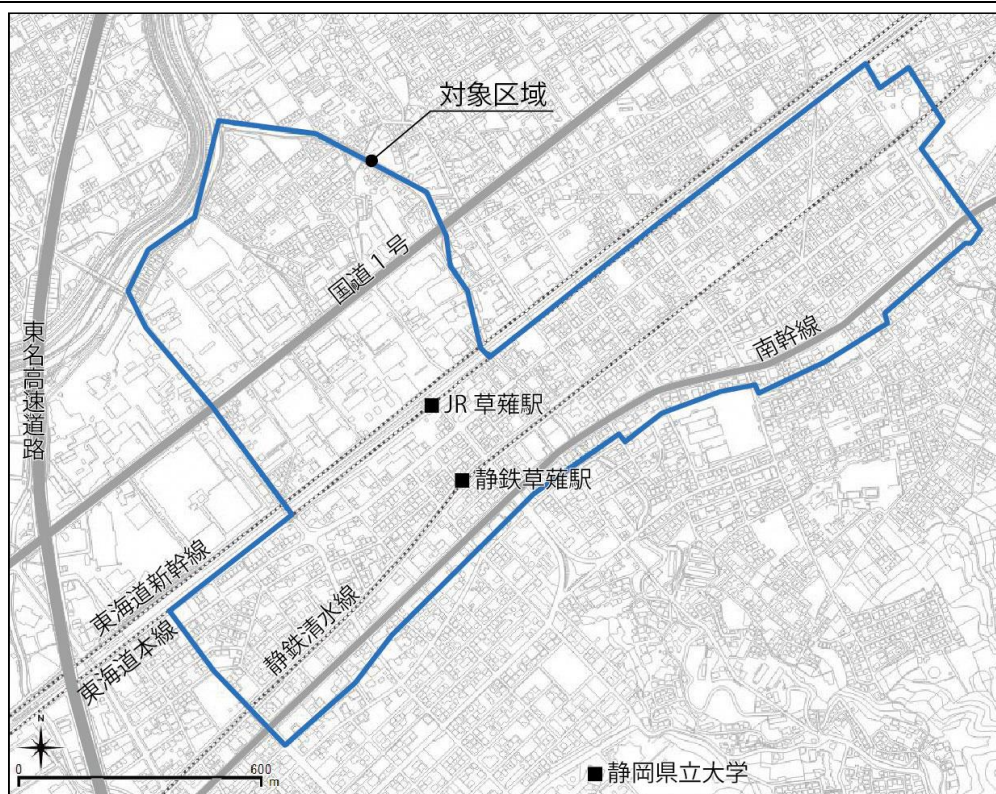 対象区域
国道1号
東名高速道路
南幹線
JR 草薙駅
静鉄草薙駅
東海道新幹線
東海道本線
静鉄清水線
N
0 600
m
静岡県立大学